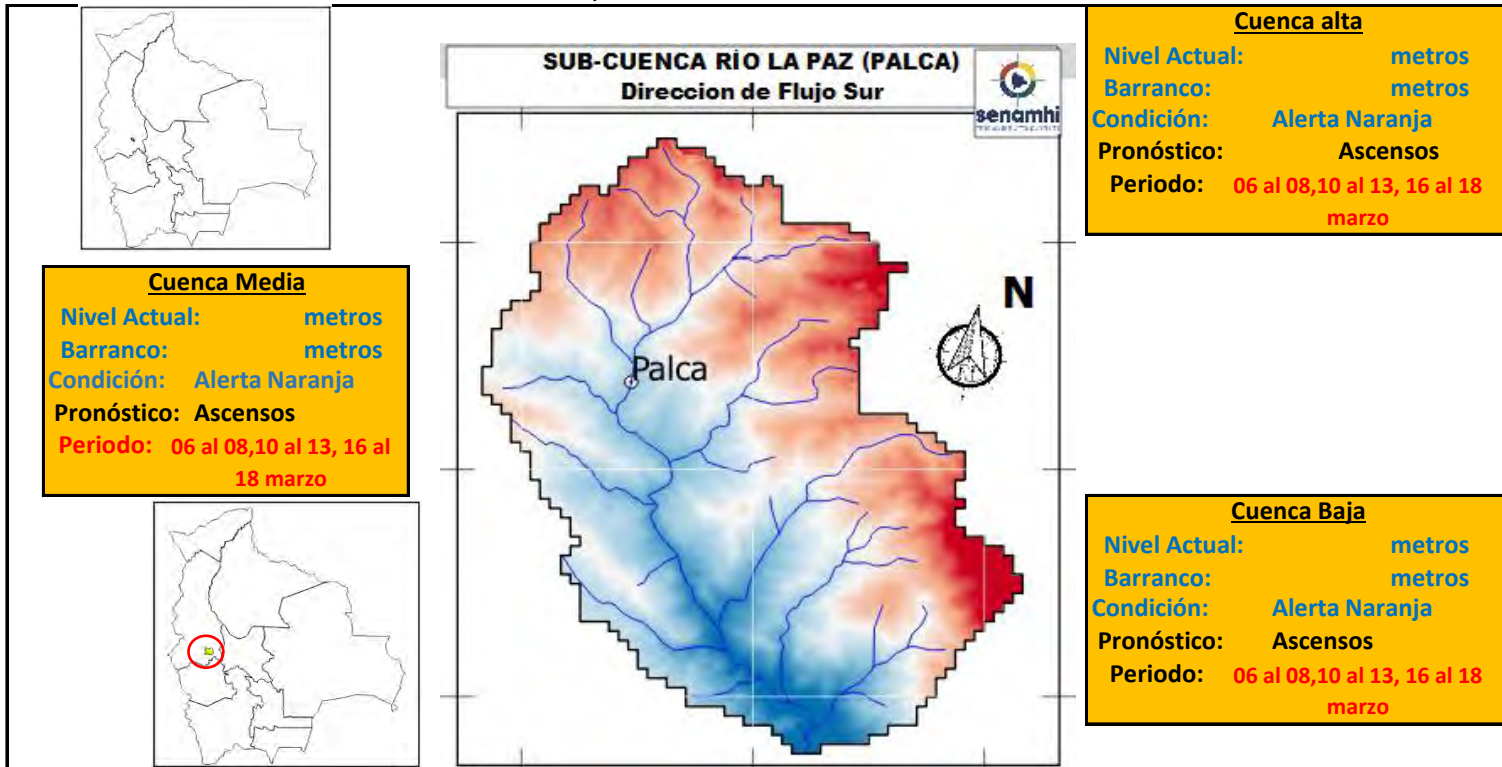 SUB-CUENCA RÍO LA PAZ (PALCA)
Direccion de Flujo Sur
senamhi
Cuenca alta
Nivel Actual: metros
Barranco: metros
Condición: Alerta Naranja
Pronóstico: Ascensos
Periodo: 06 al 08,10 al 13, 16 al 18
marzo
Cuenca Media
Nivel Actual: metros
Barranco: metros
Condición: Alerta Naranja
Pronóstico: Ascensos
Periodo: 06 al 08,10 al 13, 16 al
18 marzo
N
Palca
Cuenca Baja
Nivel Actual: metros
Barranco: metros
Condición: Alerta Naranja
Pronóstico: Ascensos
Periodo: 06 al 08,10 al 13, 16 al 18
marzo